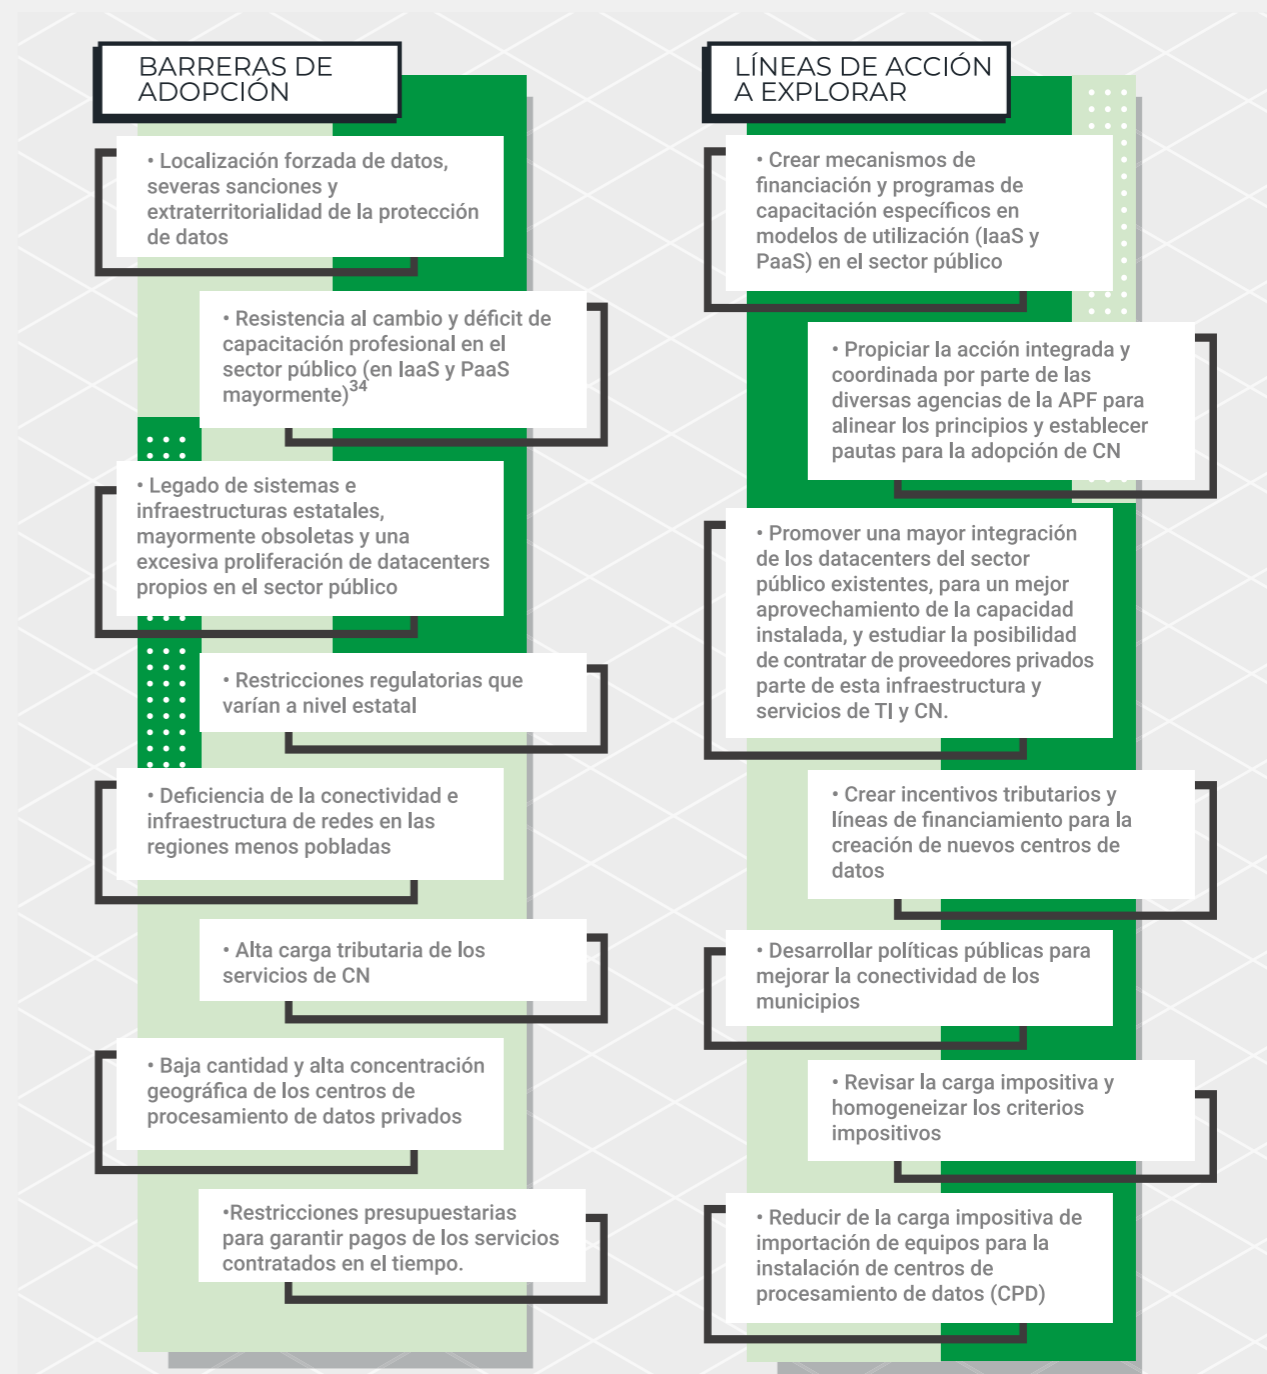 BARRERAS DE
ADOPCIÓN
• Localización forzada de datos,
severas sanciones y
extraterritorialidad de la protección
de datos
• Resistencia al cambio y déficit de
capacitación profesional en el
sector público (en IaaS y PaaS
mayormente)34
• Legado de sistemas e
infraestructuras estatales,
mayormente obsoletas y una
excesiva proliferación de datacenters
propios en el sector público
• Restricciones regulatorias que
varían a nivel estatal
• Deficiencia de la conectividad e
infraestructura de redes en las
regiones menos pobladas
• Alta carga tributaria de los
servicios de CN
• Baja cantidad y alta concentración
geográfica de los centros de
procesamiento de datos privados
•Restricciones presupuestarias
para garantir pagos de los servicios
contratados en el tiempo.
LÍNEAS DE ACCIÓN
A EXPLORAR
• Crear mecanismos de
financiación y programas de
capacitación específicos en
modelos de utilización (IaaS y
PaaS) en el sector público
• Propiciar la acción integrada y
coordinada por parte de las
diversas agencias de la APF para
alinear los principios y establecer
pautas para la adopción de CN
• Promover una mayor integración
de los datacenters del sector
público existentes, para un mejor
aprovechamiento de la capacidad
instalada, y estudiar la posibilidad
de contratar de proveedores privados
parte de esta infraestructura y
servicios de TI y CN.
• Crear incentivos tributarios y
líneas de financiamiento para la
creación de nuevos centros de
datos
• Desarrollar políticas públicas para
mejorar la conectividad de los
municipios
• Revisar la carga impositiva y
homogeneizar los criterios
impositivos
• Reducir de la carga impositiva de
importación de equipos para la
instalación de centros de
procesamiento de datos (CPD)